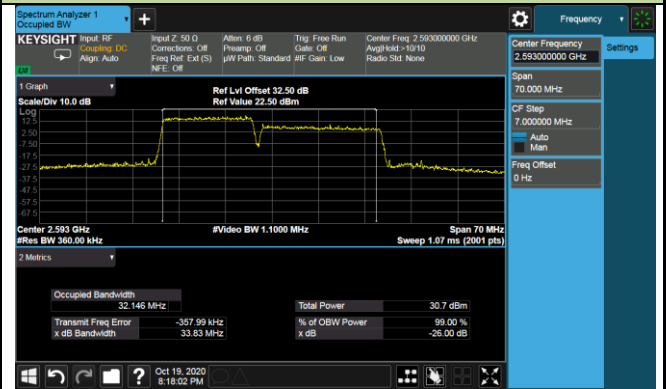 Spectrum Analyzer 1
Occupied BW
+
Frequency
KEYSIGHT Input: RF Input Z: 50 Ω Atten: 6 dB Trig: Free Run Center Freq: 2.593000000 GHz
Coupling: DC Corrections: Off Preamp: Off Gate: Off Avg|Hold:>10/10
Align: Auto Freq Ref: Ext (S) µW Path: Standard #IF Gain: Low Radio Std: None
NFE: Off
Center Frequency
2.593000000 GHz
Settings
Span
70.000 MHz
CF Step
7.000000 MHz
Auto
Man
Freq Offset
0 Hz
1 Graph
Ref Lvl Offset 32.50 dB
Scale/Div 10.0 dB Ref Value 22.50 dBm
Log
12.5
2.50
-7.50
-17.5
-27.5
-37.5
-47.5
-57.5
-67.5
Center 2.593 GHz #Video BW 1.1000 MHz Span 70 MHz
#Res BW 360.00 kHz Sweep 1.07 ms (2001 pts)
2 Metrics
Occupied Bandwidth
32.146 MHz Total Power 30.7 dBm
Transmit Freq Error -357.99 kHz % of OBW Power 99.00 %
x dB Bandwidth 33.83 MHz x dB -26.00 dB
? Oct 19, 2020
8:18:02 PM